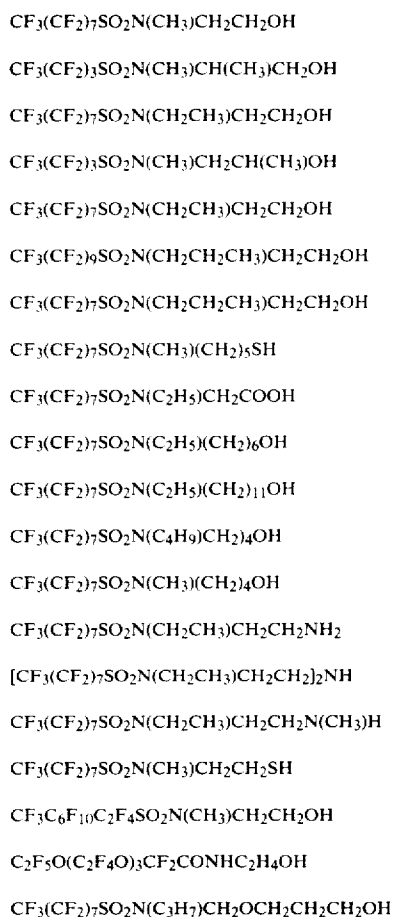 CF₃(CF₂)₇SO₂N(CH₃)CH₂CH₂OH
CF₃(CF₂)₃SO₂N(CH₃)CH(CH₃)CH₂OH
CF₃(CF₂)₇SO₂N(CH₂CH₃)CH₂CH₂OH
CF₃(CF₂)₃SO₂N(CH₃)CH₂CH(CH₃)OH
CF₃(CF₂)₇SO₂N(CH₂CH₃)CH₂CH₂OH
CF₃(CF₂)₉SO₂N(CH₂CH₂CH₃)CH₂CH₂OH
CF₃(CF₂)₇SO₂N(CH₂CH₂CH₃)CH₂CH₂OH
CF₃(CF₂)₇SO₂N(CH₃)(CH₂)₅SH
CF₃(CF₂)₇SO₂N(C₂H₅)CH₂COOH
CF₃(CF₂)₇SO₂N(C₂H₅)(CH₂)₆OH
CF₃(CF₂)₇SO₂N(C₂H₅)(CH₂)₁₁OH
CF₃(CF₂)₇SO₂N(C₄H₉)CH₂)₄OH
CF₃(CF₂)₇SO₂N(CH₃)(CH₂)₄OH
CF₃(CF₂)₇SO₂N(CH₂CH₃)CH₂CH₂NH₂
[CF₃(CF₂)₇SO₂N(CH₂CH₃)CH₂CH₂]₂NH
CF₃(CF₂)₇SO₂N(CH₂CH₃)CH₂CH₂N(CH₃)H
CF₃(CF₂)₇SO₂N(CH₃)CH₂CH₂SH
CF₃C₆F₁₀C₂F₄SO₂N(CH₃)CH₂CH₂OH
C₂F₅O(C₂F₄O)₃CF₂CONHC₂H₄OH
CF₃(CF₂)₇SO₂N(C₃H₇)CH₂OCH₂CH₂CH₂OH